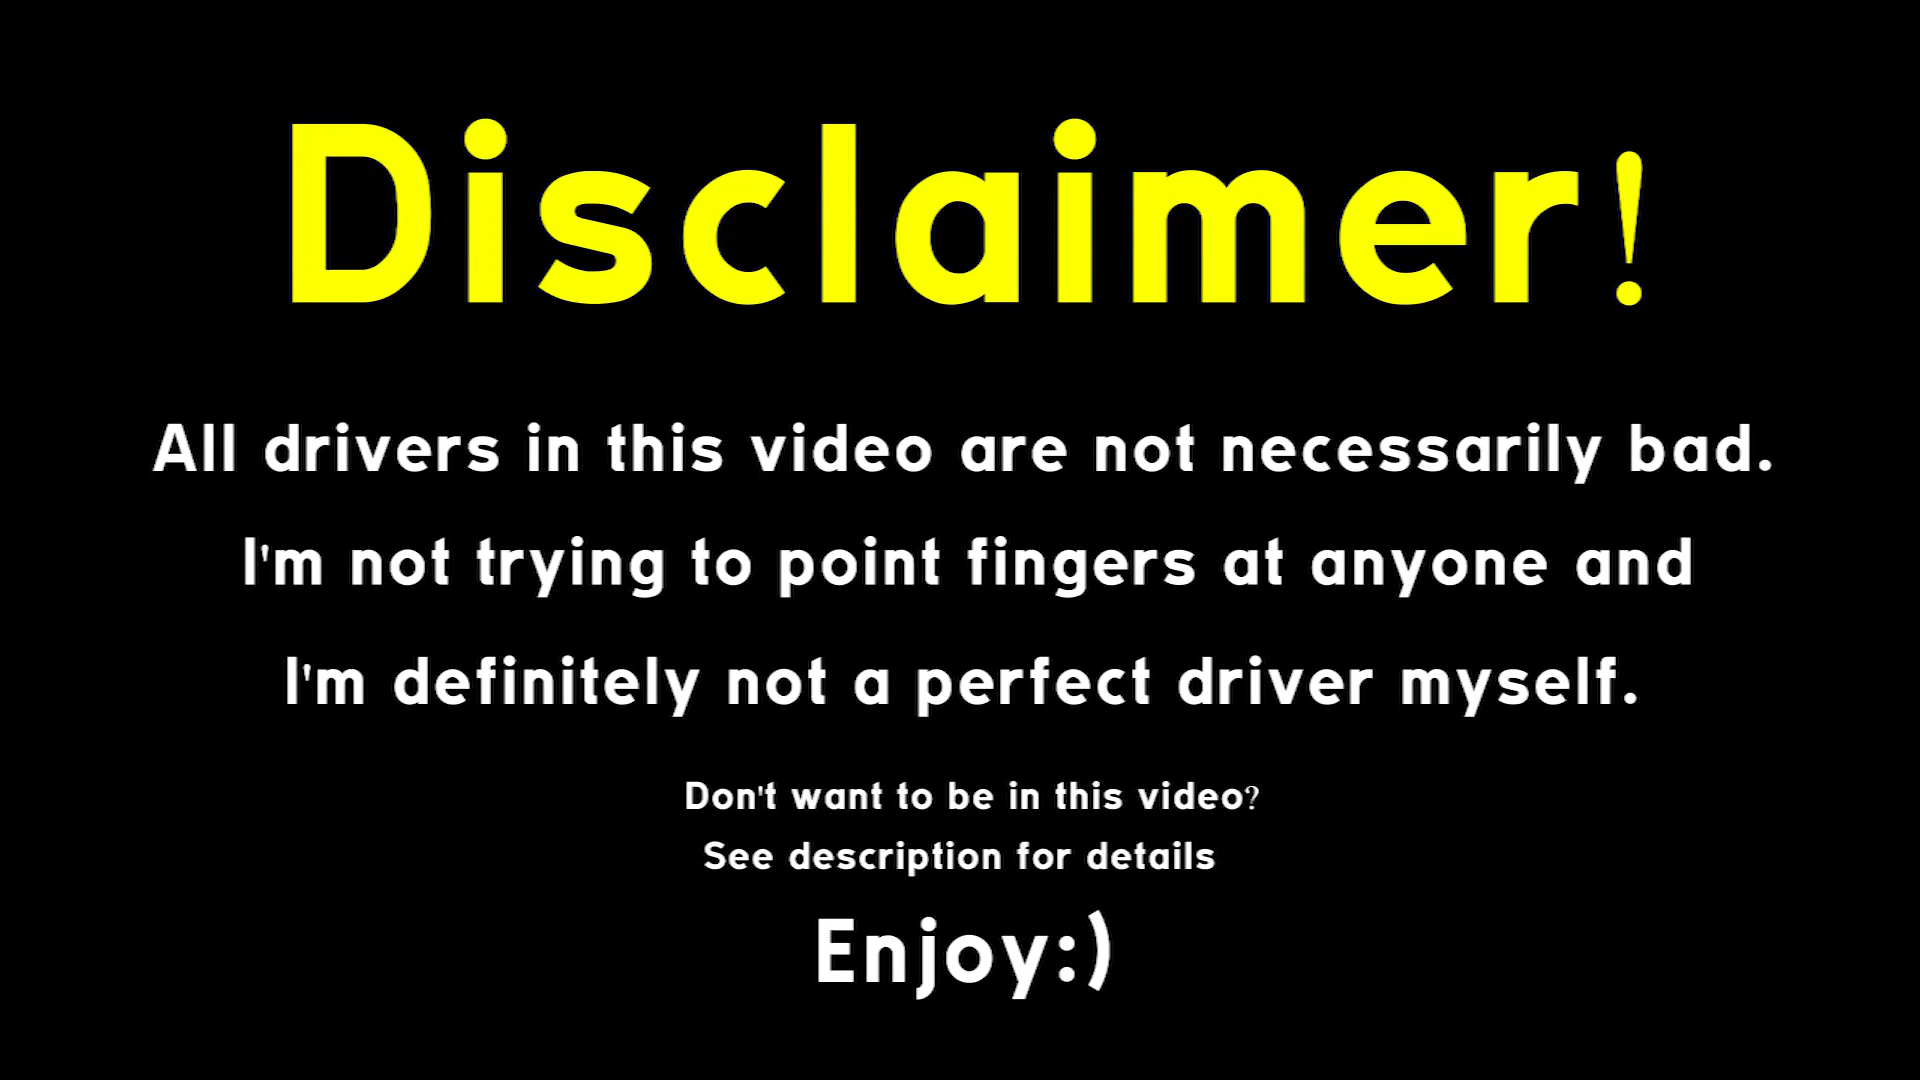 Disclaimer!
All drivers in this video are not necessarily bad.
I'm not trying to point fingers at anyone and
I'm definitely not a perfect driver myself.
Don't want to be in this video?
See description for details
Enjoy:)